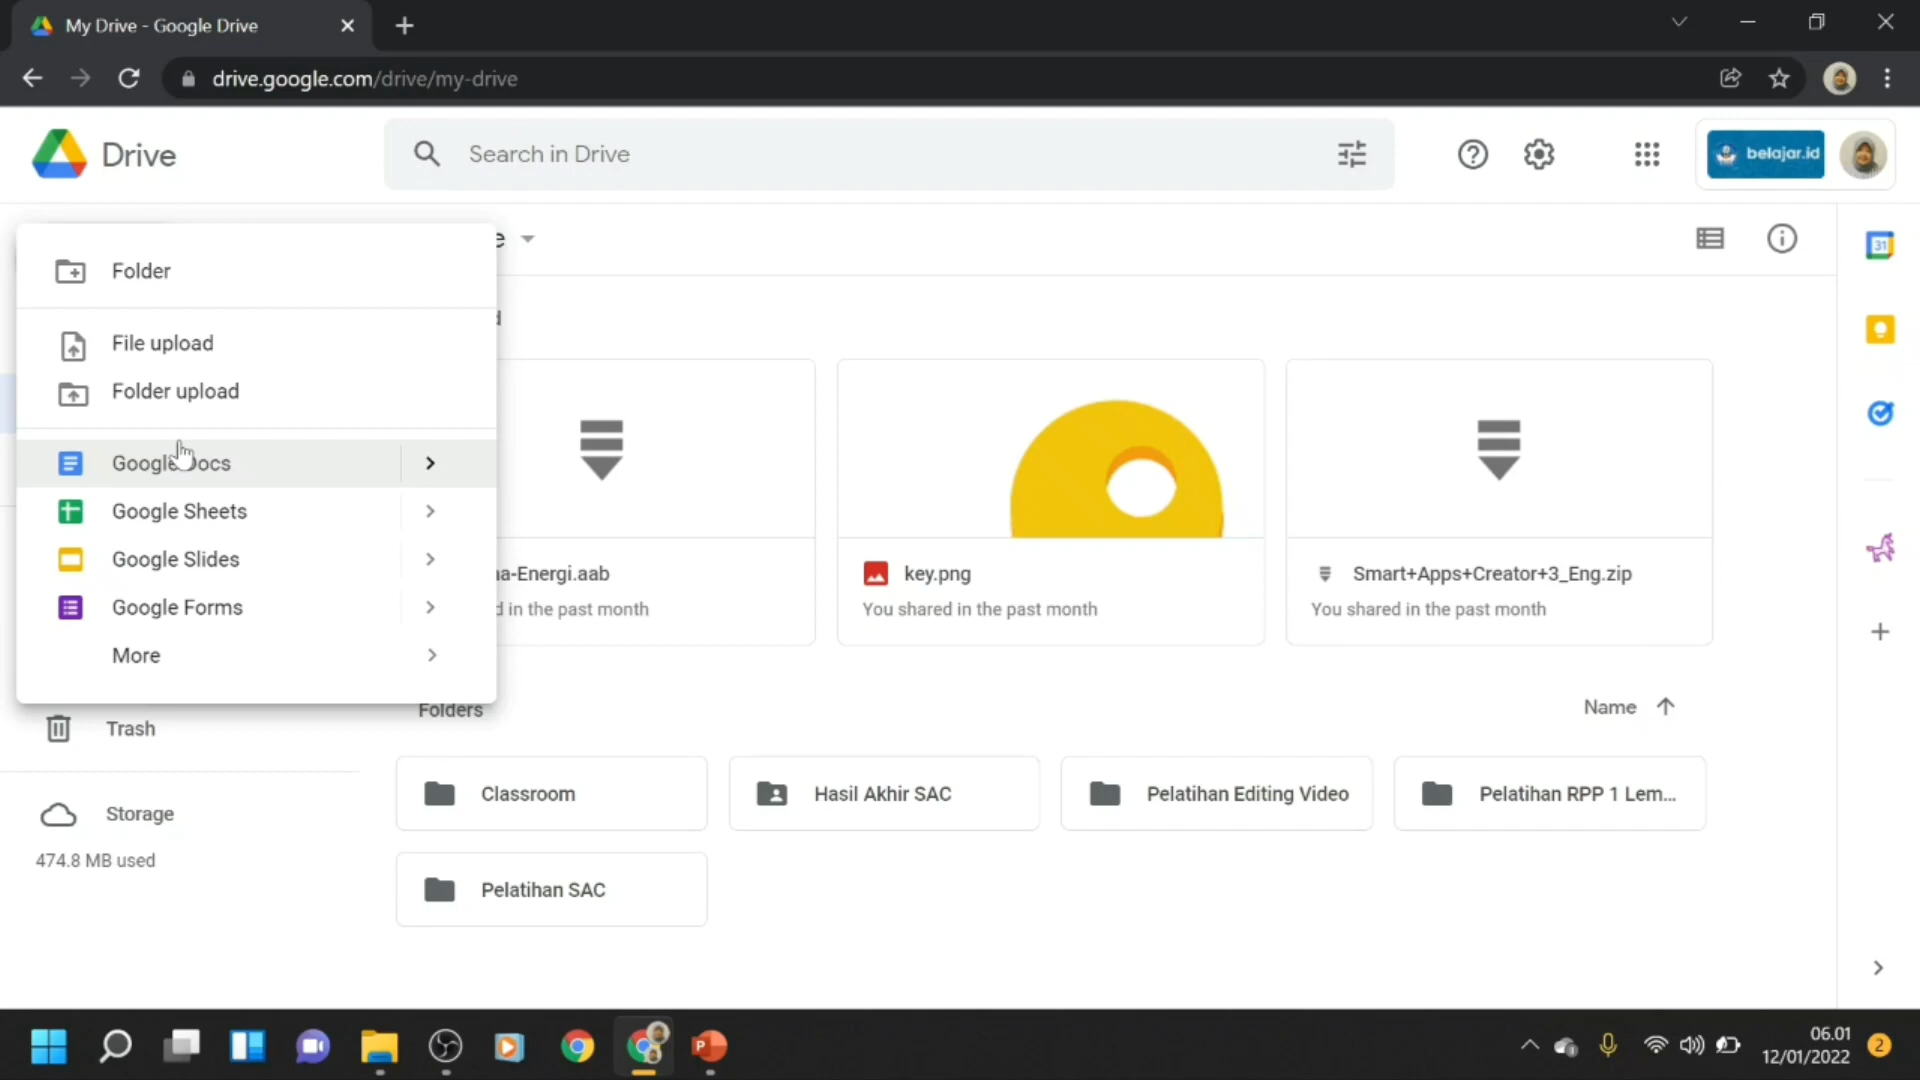 My Drive - Google Drive
drive.google.com/drive/my-drive
Drive
Search in Drive
belajar.id
Folder
File upload
Folder upload
Google Docs
Google Sheets
Google Slides
Google Forms
More
31
a-Energi.aab
d in the past month
key.png
You shared in the past month
Smart+Apps+Creator+3_Eng.zip
You shared in the past month
Folders
Name
Trash
Storage
474.8 MB used
Classroom
Hasil Akhir SAC
Pelatihan Editing Video
Pelatihan RPP 1 Lem...
Pelatihan SAC
06.01
12/01/2022
2